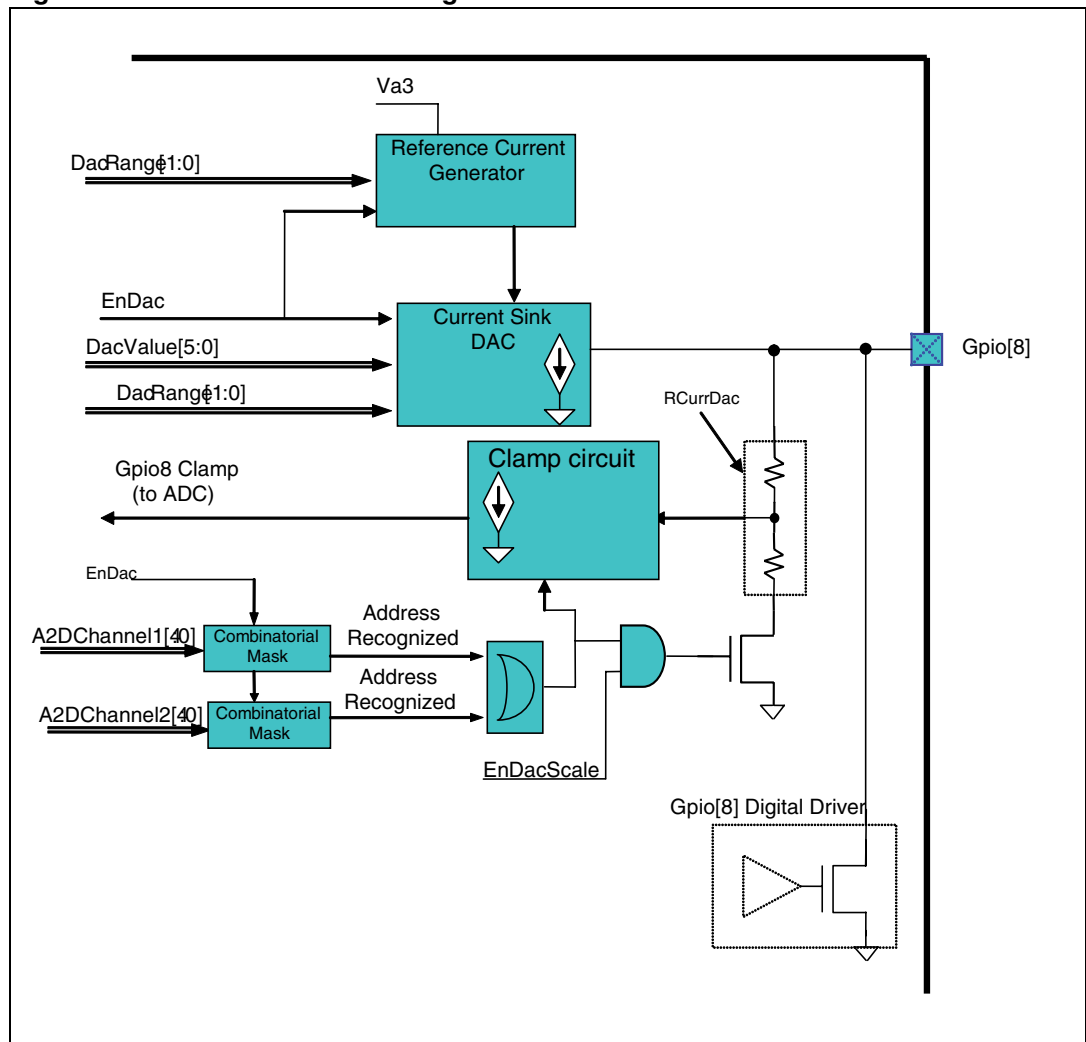 Va3
Reference Current
Generator
DacRange[1:0]
EnDac
Current Sink
DAC
DacValue[5:0]
DacRange[1:0]
Gpio[8]
RCurrDac
Clamp circuit
Gpio8 Clamp
(to ADC)
EnDac
A2DChannel1[4:0]
Combinatorial
Mask
Address
Recognized
Address
Recognized
A2DChannel2[4:0]
Combinatorial
Mask
EnDacScale
Gpio[8] Digital Driver